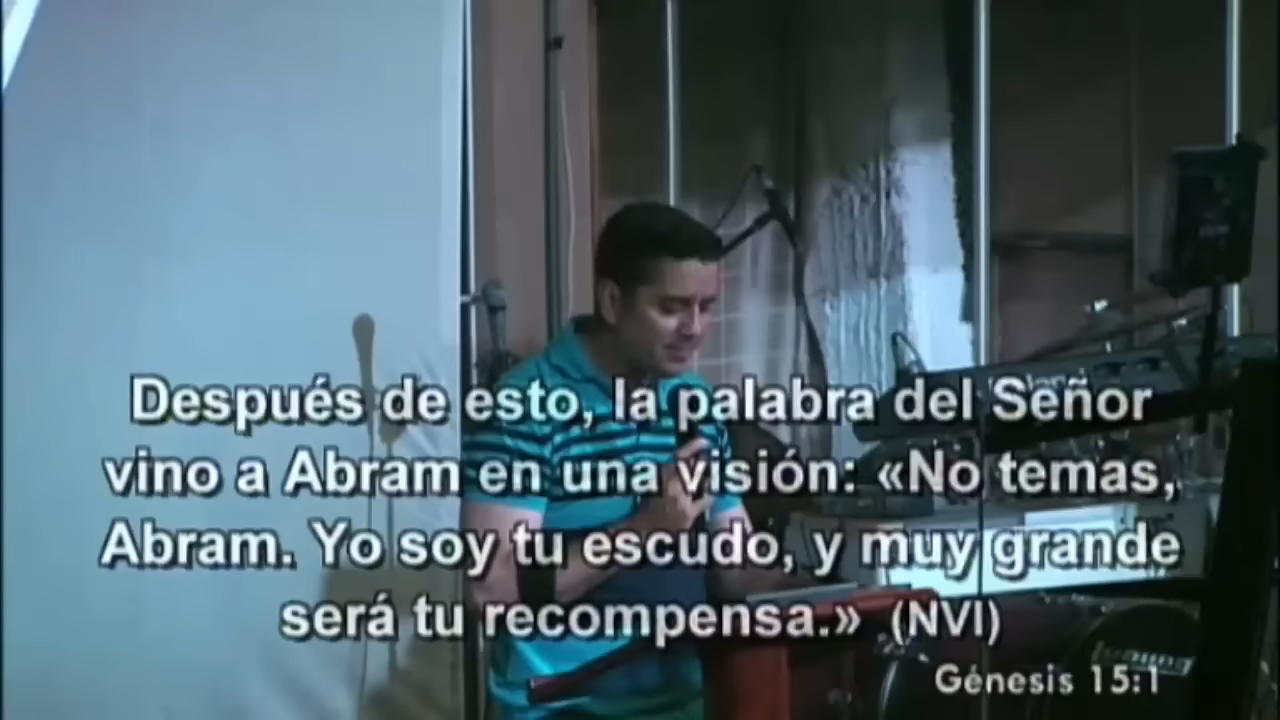 Después de esto, la palabra del Señor
vino a Abram en una visión: «No temas,
Abram. Yo soy tu escudo, y muy grande
será tu recompensa.» (NVI)
Génesis 15:1